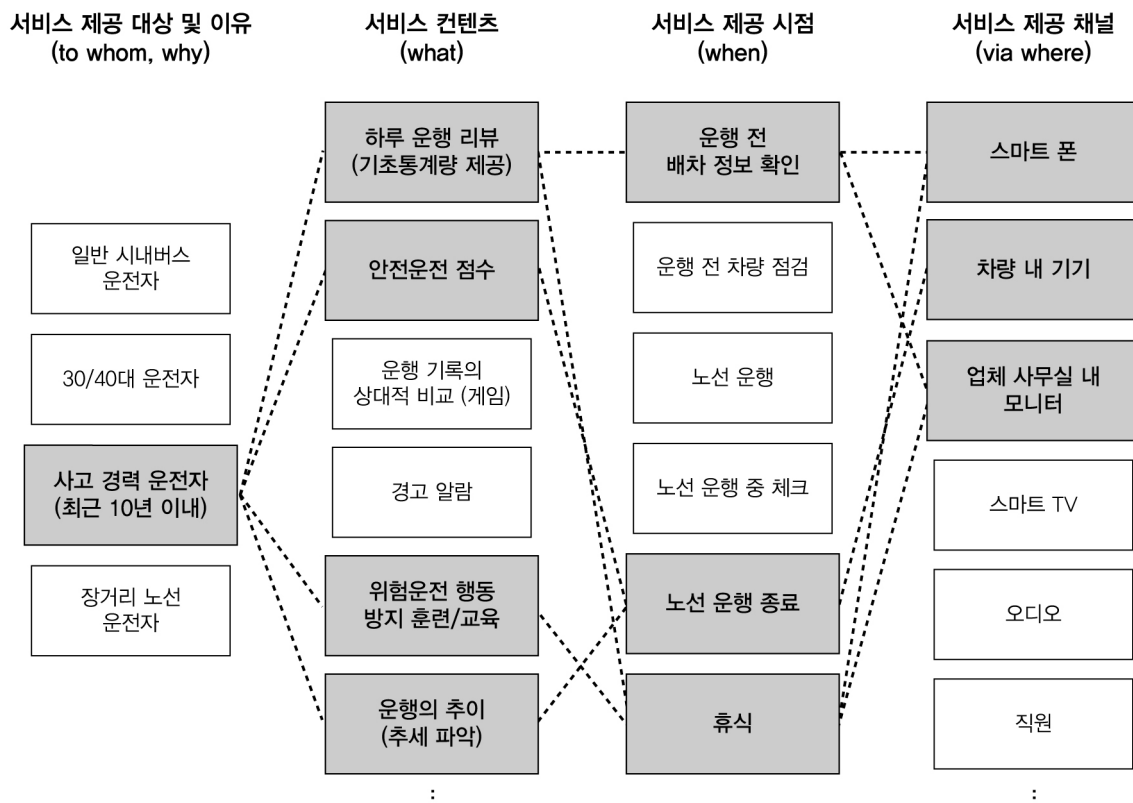 서비스 제공 대상 및 이유
(to whom, why)
서비스 컨텐츠
(what)
서비스 제공 시점
(when)
서비스 제공 채널
(via where)
일반 시내버스
운전자
30/40대 운전자
사고 경력 운전자
(최근 10년 이내)
장거리 노선
운전자
하루 운행 리뷰
(기초통계량 제공)
안전운전 점수
운행 기록의
상대적 비교 (게임)
경고 알람
위험운전 행동
방지 훈련/교육
운행의 추이
(추세 파악)
:
운행 전
배차 정보 확인
운행 전 차량 점검
노선 운행
노선 운행 중 체크
노선 운행 종료
휴식
스마트 폰
차량 내 기기
업체 사무실 내
모니터
스마트 TV
오디오
직원
: